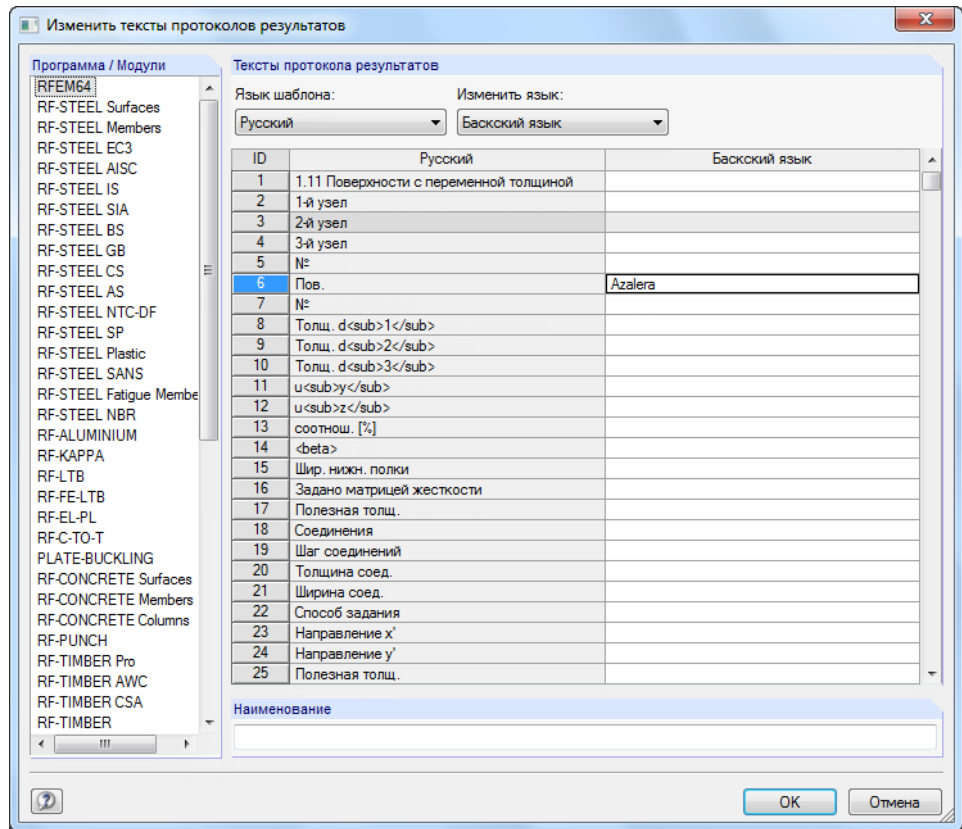 Изменить тексты протоколов результатов
Программа / Модули
RFEM64
RF-STEEL Surfaces
RF-STEEL Members
RF-STEEL EC3
RF-STEEL AISC
RF-STEEL IS
RF-STEEL SIA
RF-STEEL BS
RF-STEEL GB
RF-STEEL CS
RF-STEEL AS
RF-STEEL NTC-DF
RF-STEEL SP
RF-STEEL Plastic
RF-STEEL SANS
RF-STEEL Fatigue Membe
RF-STEEL NBR
RF-ALUMINIUM
RF-KAPPA
RF-LTB
RF-FE-LTB
RF-EL-PL
RF-C-TO-T
PLATE-BUCKLING
RF-CONCRETE Surfaces
RF-CONCRETE Members
RF-CONCRETE Columns
RF-PUNCH
RF-TIMBER Pro
RF-TIMBER AWC
RF-TIMBER CSA
RF-TIMBER
Тексты протокола результатов
Язык шаблона: Изменить язык:
Русский Баскский язык
ID Русский Баскский язык
1 1.11 Поверхности с переменной толщиной
2 1-й узел
3 2-й узел
4 3-й узел
5 №
6 Пов. Azalera
7 №
8 Толщ. d<sub>1</sub>
9 Толщ. d<sub>2</sub>
10 Толщ. d<sub>3</sub>
11 u<sub>y</sub>
12 u<sub>z</sub>
13 соотнош. [%]
14 <beta>
15 Шир. нижн. полки
16 Задано матрицей жесткости
17 Полезная толщ.
18 Соединения
19 Шаг соединений
20 Толщина соед.
21 Ширина соед.
22 Способ задания
23 Направление x'
24 Направление y'
25 Полезная толщ.
Наименование
OK Отмена